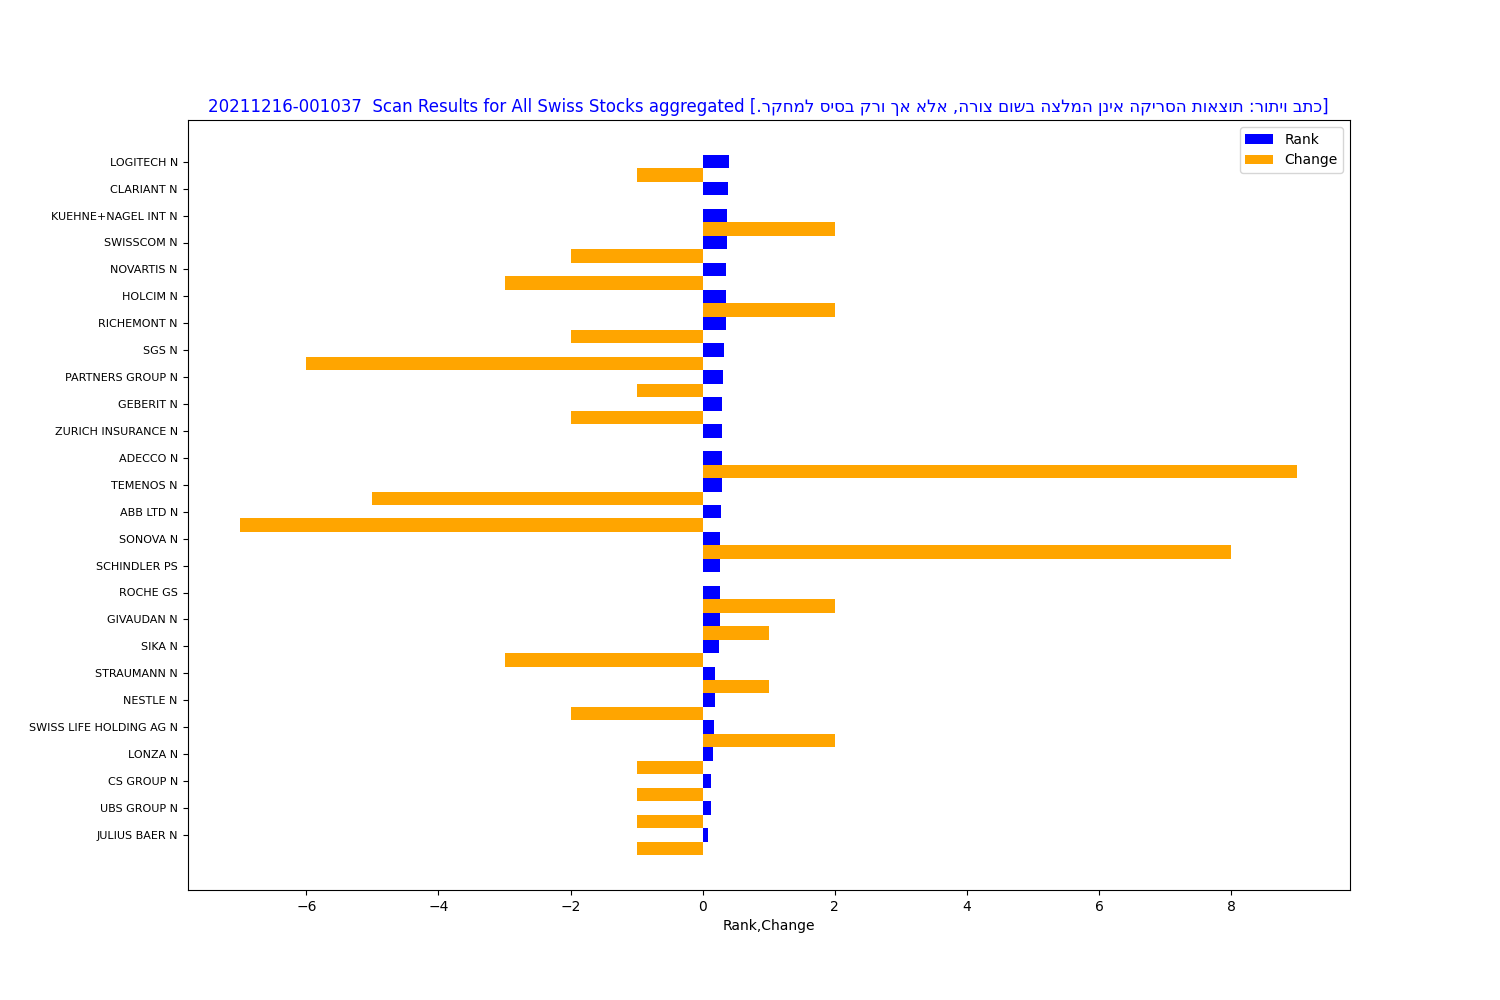 20211216-001037  Scan Results for All Swiss Stocks aggregated [כתב ויתור: תוצאות הסריקה אינן המלצה בשום צורה, אלא אך ורק בסיס למחקר.]
Rank
Change
LOGITECH N
CLARIANT N
KUEHNE+NAGEL INT N
SWISSCOM N
NOVARTIS N
HOLCIM N
RICHEMONT N
SGS N
PARTNERS GROUP N
GEBERIT N
ZURICH INSURANCE N
ADECCO N
TEMENOS N
ABB LTD N
SONOVA N
SCHINDLER PS
ROCHE GS
GIVAUDAN N
SIKA N
STRAUMANN N
NESTLE N
SWISS LIFE HOLDING AG N
LONZA N
CS GROUP N
UBS GROUP N
JULIUS BAER N
−6 −4 −2 0 2 4 6 8
Rank,Change